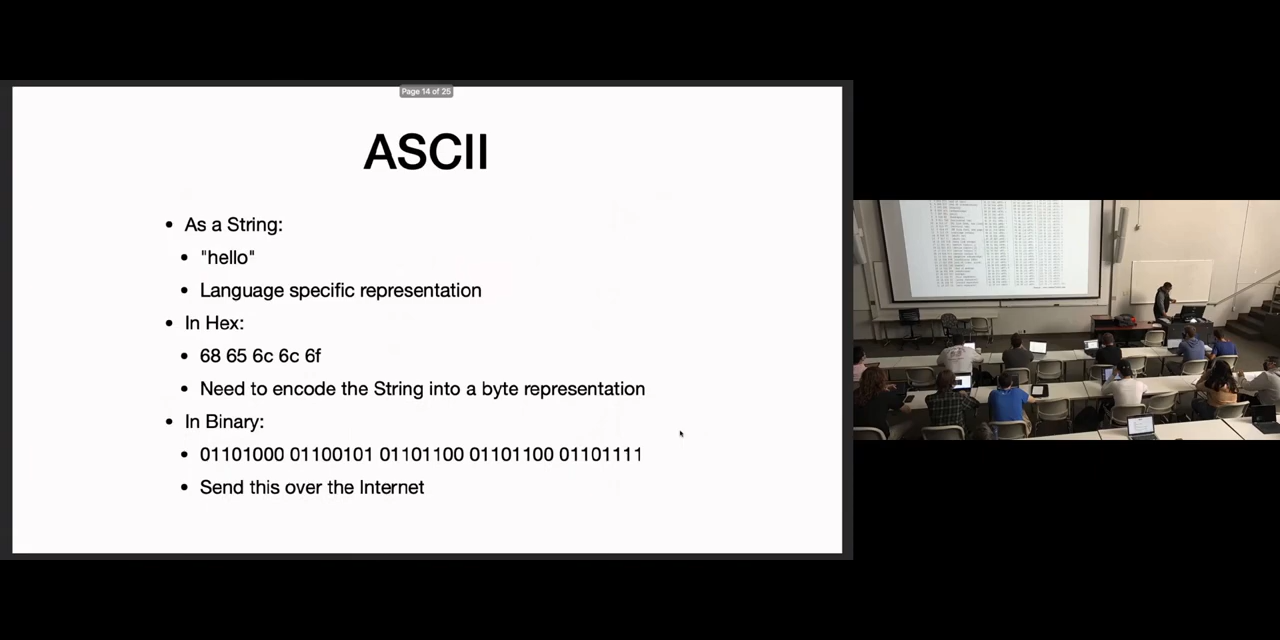 Page 14 of 25
ASCII
• As a String:
• "hello"
• Language specific representation
• In Hex:
• 68 65 6c 6c 6f
• Need to encode the String into a byte representation
• In Binary:
• 01101000 01100101 01101100 01101100 01101111
• Send this over the Internet